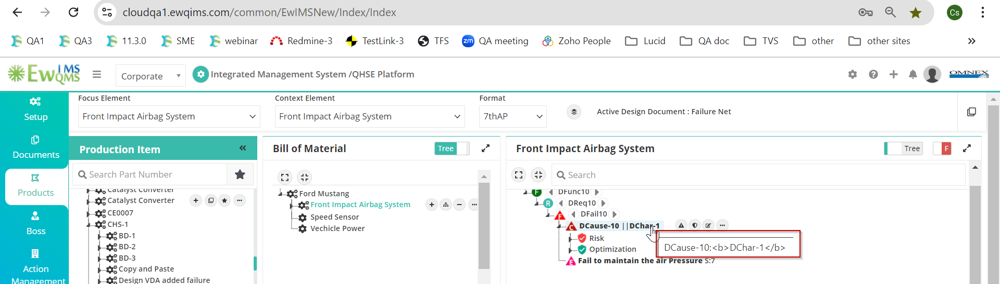 cloudqa1.ewqims.com/common/EwIMSNew/Index/Index
Cs
QA1 QA3 11.3.0 SME webinar Redmine-3 TestLink-3 TFS zm QA meeting Zoho People Lucid QA doc TVS other other sites
EwIMS QMS Corporate Integrated Management System /QHSE Platform OMNEX
Setup
Documents
Products
Boss
Action
Management
Focus Element Context Element Format
Front Impact Airbag System Front Impact Airbag System 7thAP Active Design Document : Failure Net
Production Item
Search Part Number
Catalyst Converter
Catalyst Converter
CE0007
CHS-1
BD-1
BD-2
BD-3
Copy and Paste
Design VDA added failure
Bill of Material Tree
Ford Mustang
Front Impact Airbag System
Speed Sensor
Vechicle Power
Front Impact Airbag System Tree F
Search
F DFunc10
R DReq10
F DFail10
C DCause-10 ||DChar-1
Risk
Optimization
E Fail to maintain the air Pressure S:7
DCause-10:<b>DChar-1</b>